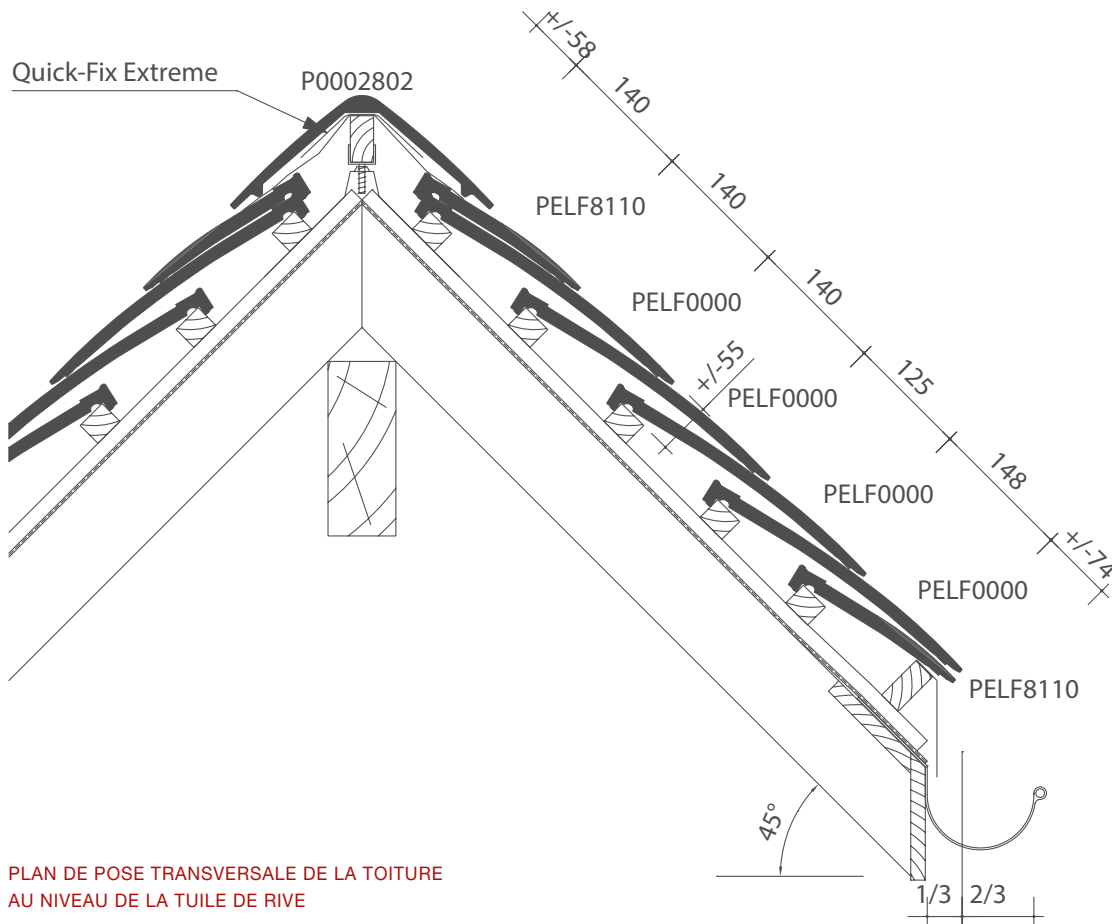 +/-58
Quick-Fix Extreme
P0002802
140
140
PELF8110
140
PELF0000
+/-55
125
PELF0000
148
PELF0000
+/-74
PELF0000
PELF8110
45°
PLAN DE POSE TRANSVERSALE DE LA TOITURE
AU NIVEAU DE LA TUILE DE RIVE
1/3 2/3